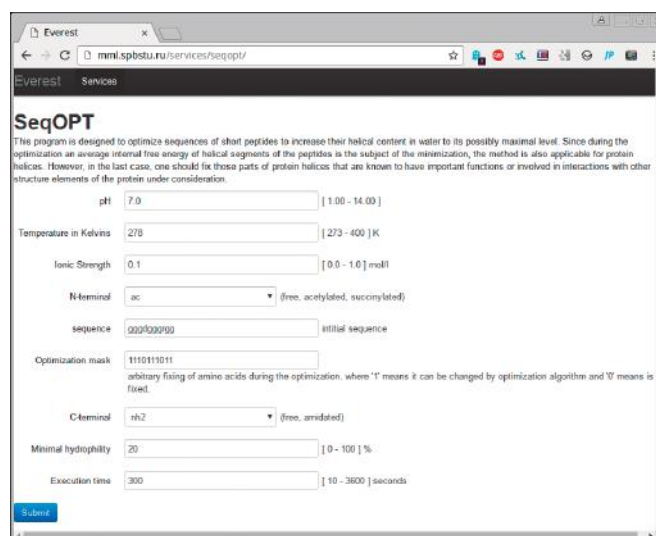 Everest
mml.spbstu.ru/services/seqopt/
Everest Services
SeqOPT
This program is designed to optimize sequences of short peptides to increase their helical content in water to its possibly maximal level. Since during the
optimization an average internal free energy of helical segments of the peptides is the subject of the minimization, the method is also applicable for protein
helices. However, in the last case, one should fix those parts of protein helices that are known to have important functions or involved in interactions with other
structure elements of the protein under consideration.
pH 7.0 [ 1.00 - 14.00 ]
Temperature in Kelvins 278 [ 273 - 400 ] K
Ionic Strength 0.1 [ 0.0 - 1.0 ] mol/l
N-terminal ac (free, acetylated, succinylated)
sequence gggdgggrgg intitial sequence
Optimization mask 1110111011
arbitrary fixing of amino acids during the optimization. where '1' means it can be changed by optimization algorithm and '0' means is
fixed.
C-terminal nh2 (free, amidated)
Minimal hydrophility 20 [ 0 - 100 ] %
Execution time 300 [ 10 - 3600 ] seconds
Submit